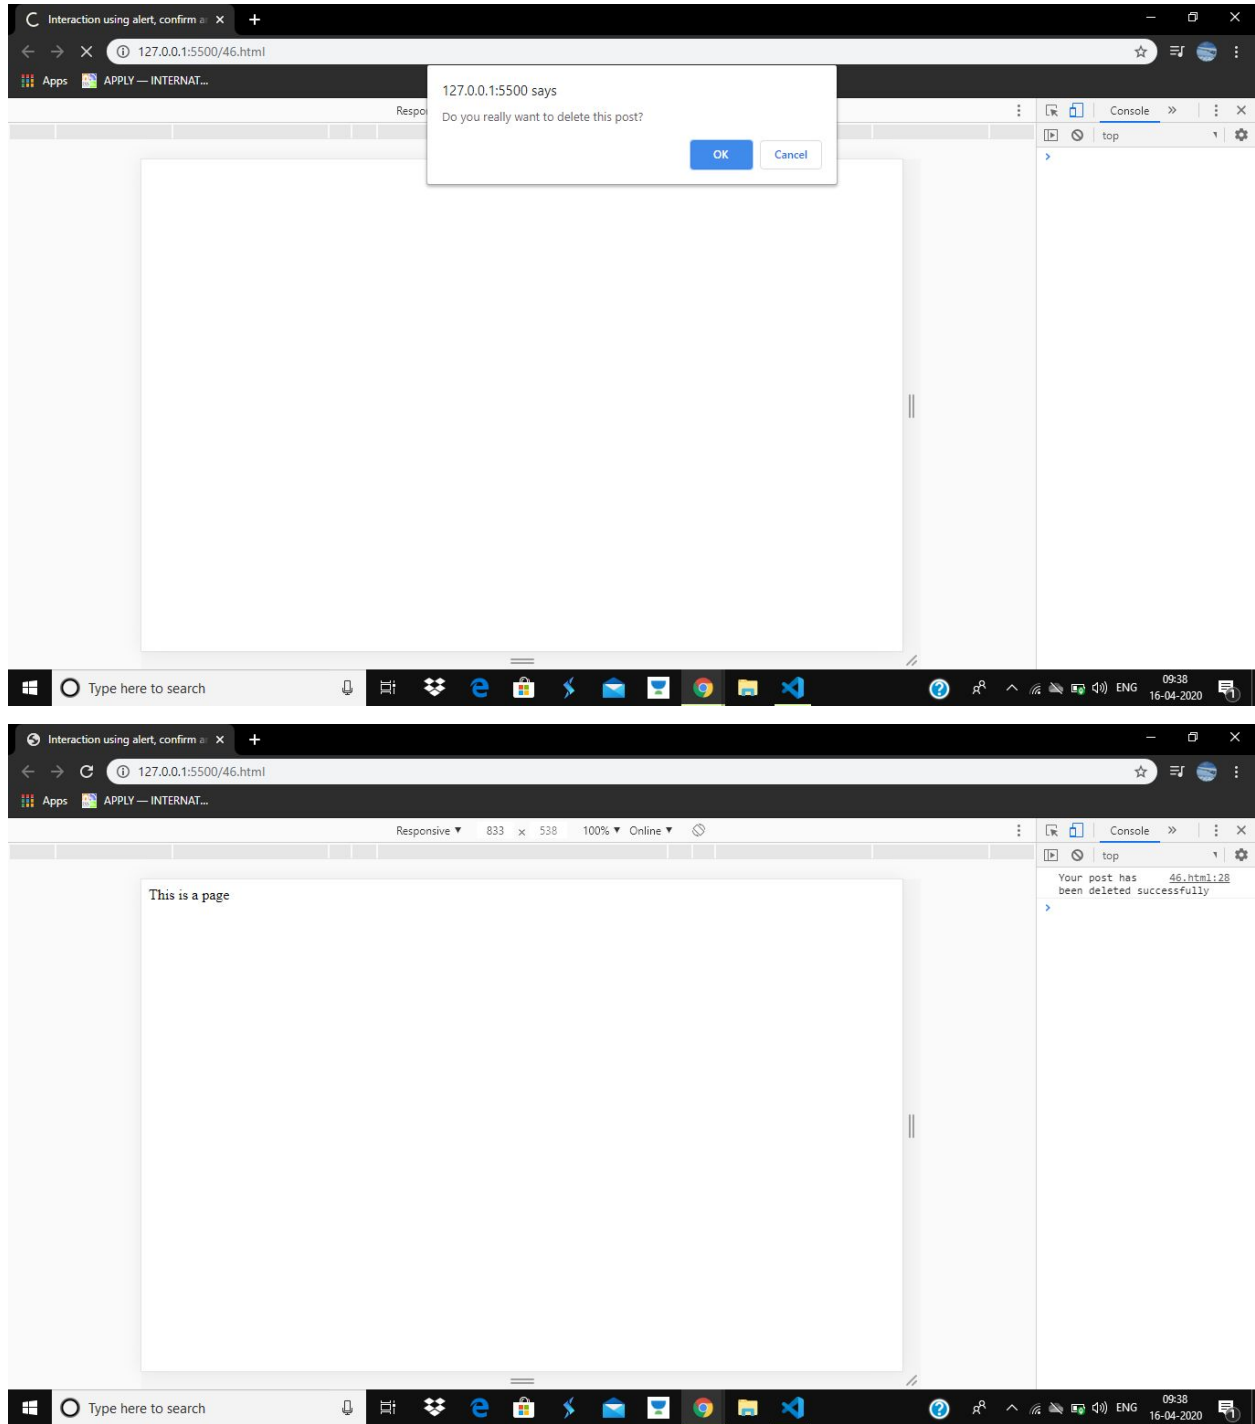 Interaction using alert, confirm a
127.0.0.1:5500/46.html
Apps
APPLY — INTERNAT...
127.0.0.1:5500 says
Do you really want to delete this post?
OK
Cancel
Respo
Console
top
Type here to search
ENG
09:38
16-04-2020
1
Interaction using alert, confirm a
127.0.0.1:5500/46.html
Apps
APPLY — INTERNAT...
Responsive ▼ 833 × 538 100% ▼ Online ▼
Console
top
This is a page
Your post has 46.html:28
been deleted successfully
Type here to search
ENG
09:38
16-04-2020
1